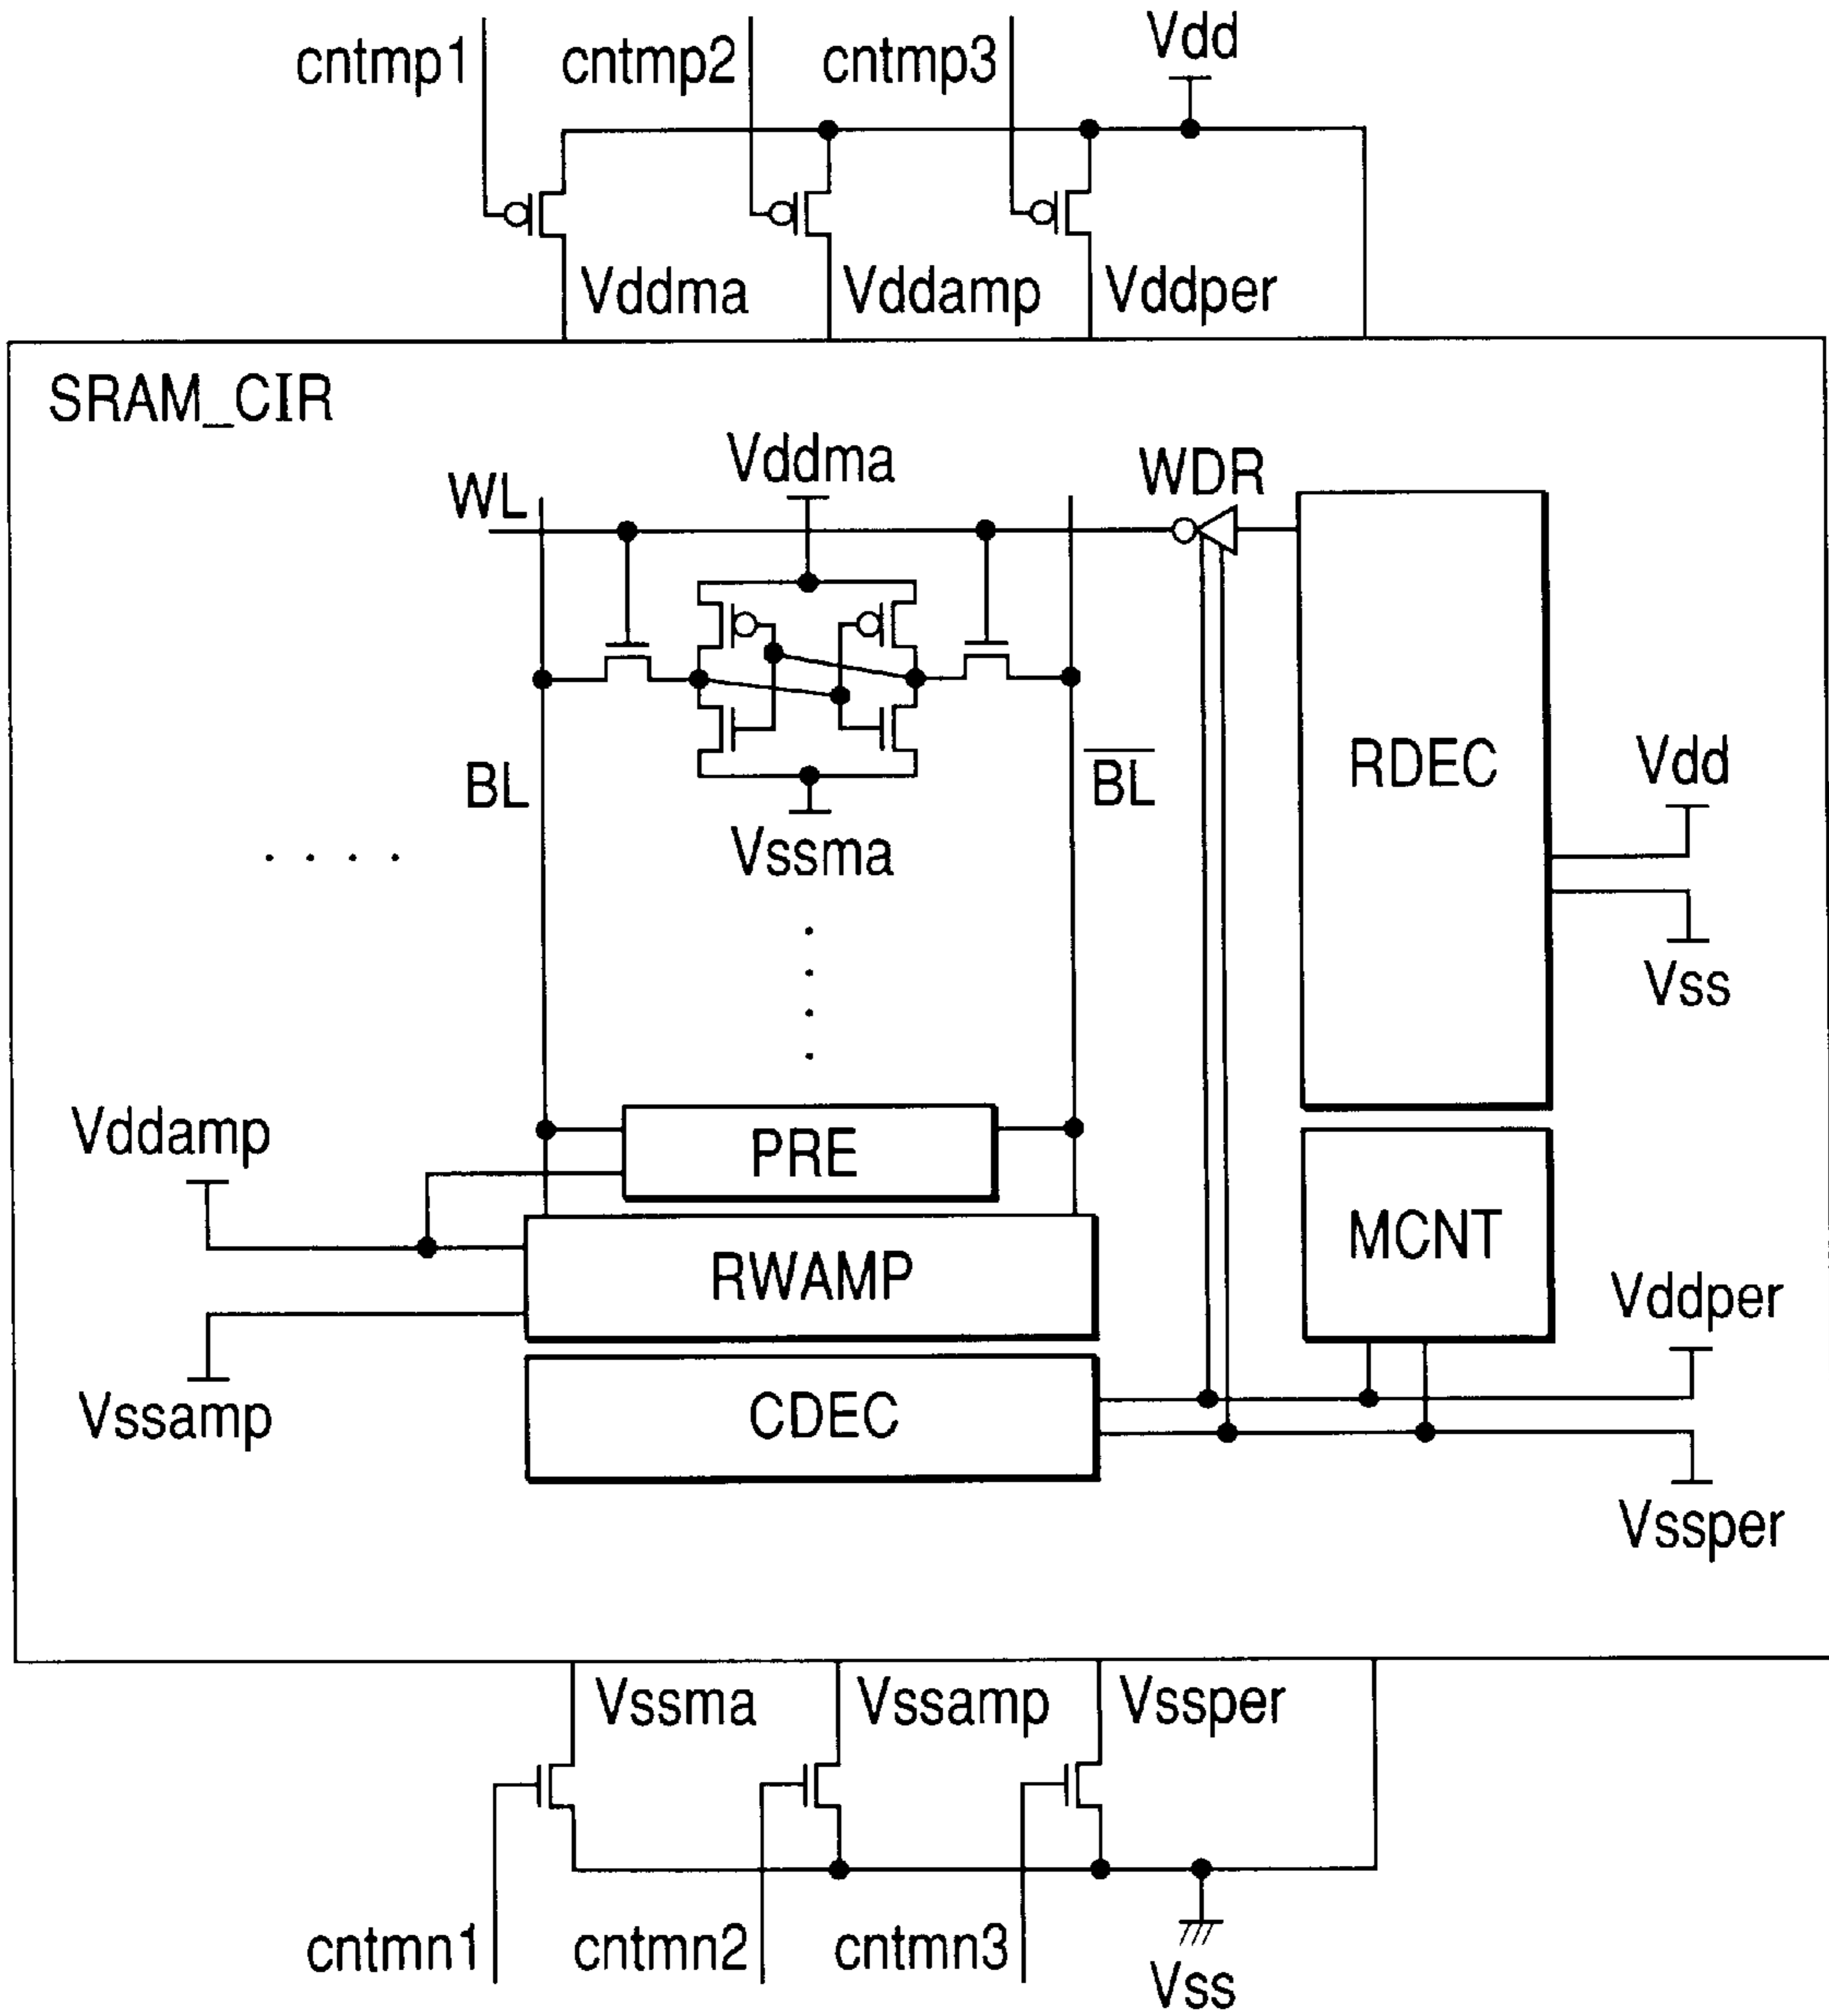 cntmp1 cntmp2 cntmp3 Vdd
Vddma Vddamp Vddper
SRAM_CIR
Vddma
WL
WDR
RDEC
Vdd
BL
B̅L̅
Vssma
Vss
Vddamp
PRE
MCNT
RWAMP
Vddper
Vssamp
CDEC
Vssper
Vssma Vssamp Vssper
cntmn1 cntmn2 cntmn3
Vss